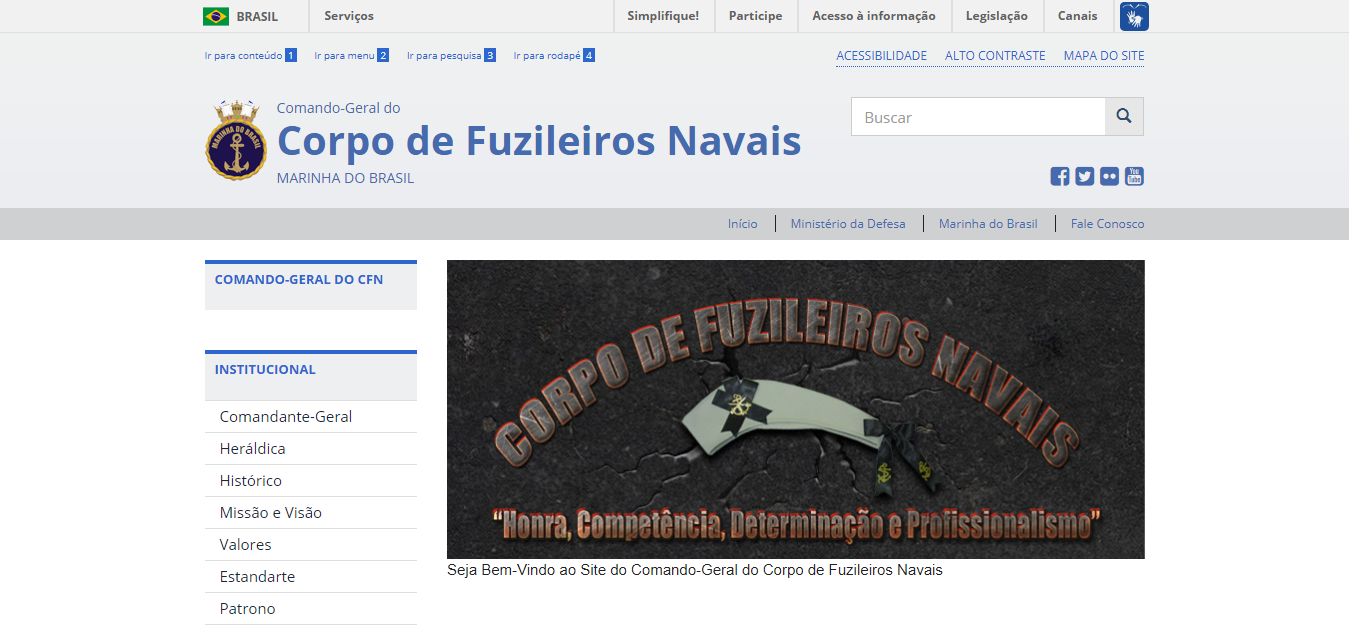 BRASIL Serviços Simplifique! Participe Acesso à informação Legislação Canais
Ir para conteúdo 1 Ir para menu 2 Ir para pesquisa 3 Ir para rodapé 4 ACESSIBILIDADE ALTO CONTRASTE MAPA DO SITE
MARINHA DO BRASIL
Comando-Geral do
Corpo de Fuzileiros Navais
MARINHA DO BRASIL
Buscar
You Tube
Início Ministério da Defesa Marinha do Brasil Fale Conosco
COMANDO-GERAL DO CFN
INSTITUCIONAL
Comandante-Geral
Heráldica
Histórico
Missão e Visão
Valores
Estandarte
Patrono
CORPO DE FUZILEIROS NAVAIS
“Honra, Competência, Determinação e Profissionalismo”
Seja Bem-Vindo ao Site do Comando-Geral do Corpo de Fuzileiros Navais